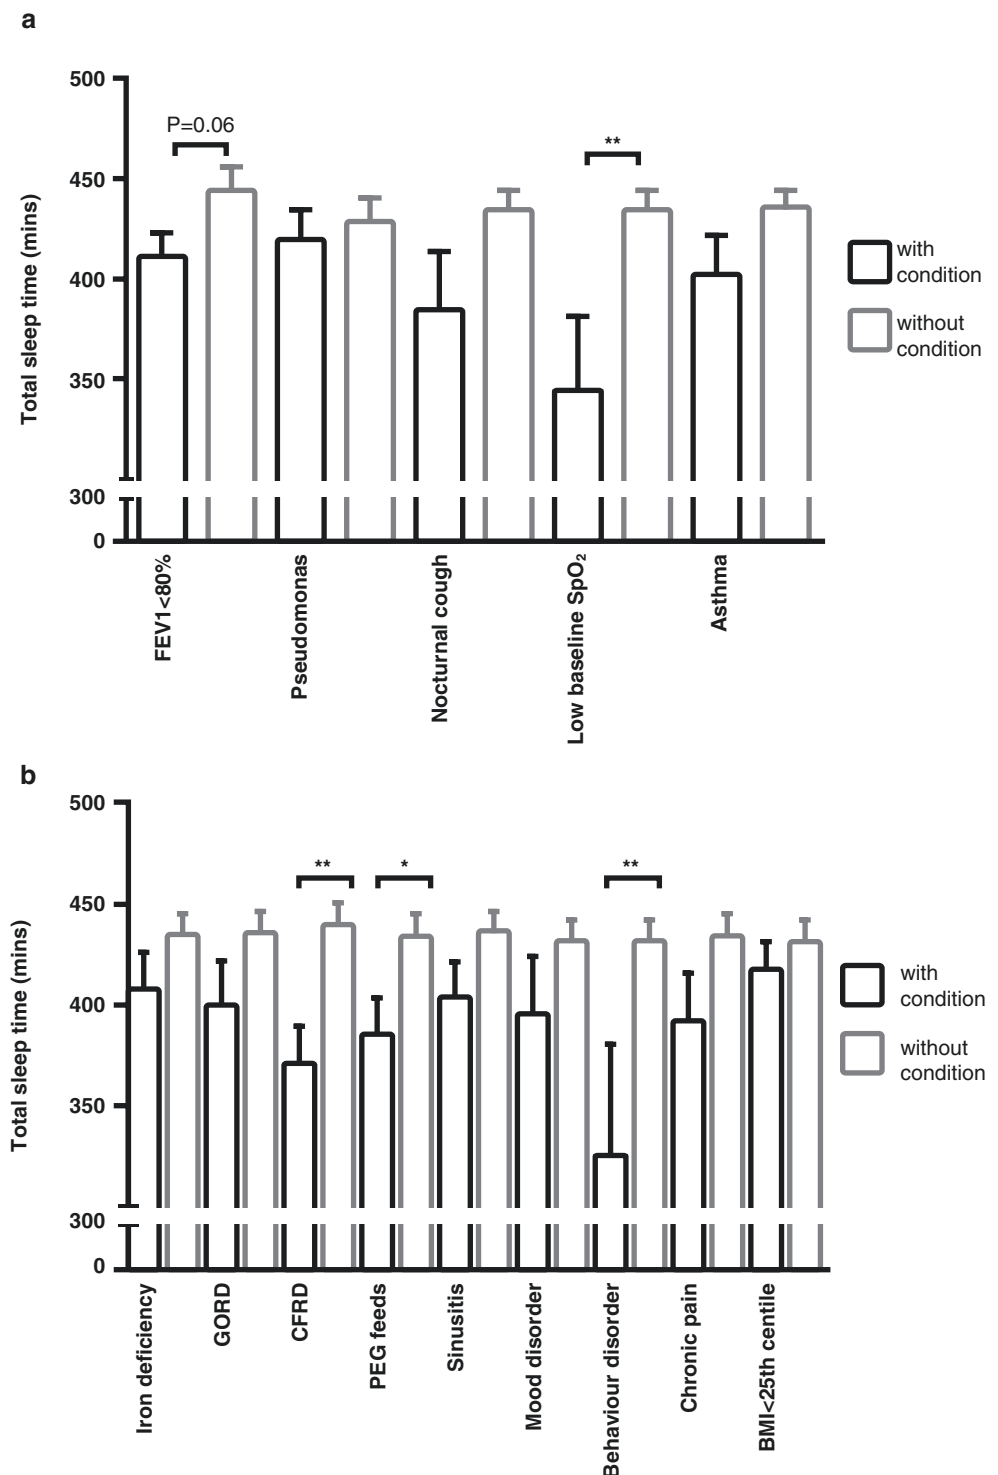 a
500
450
400
350
300
0
Total sleep time (mins)
P=0.06
**
with
condition
without
condition
FEV1<80%
Pseudomonas
Nocturnal cough
Low baseline SpO₂
Asthma
b
500
450
400
350
300
0
Total sleep time (mins)
**
*
**
with
condition
without
condition
Iron deficiency
GORD
CFRD
PEG feeds
Sinusitis
Mood disorder
Behaviour disorder
Chronic pain
BMI<25th centile